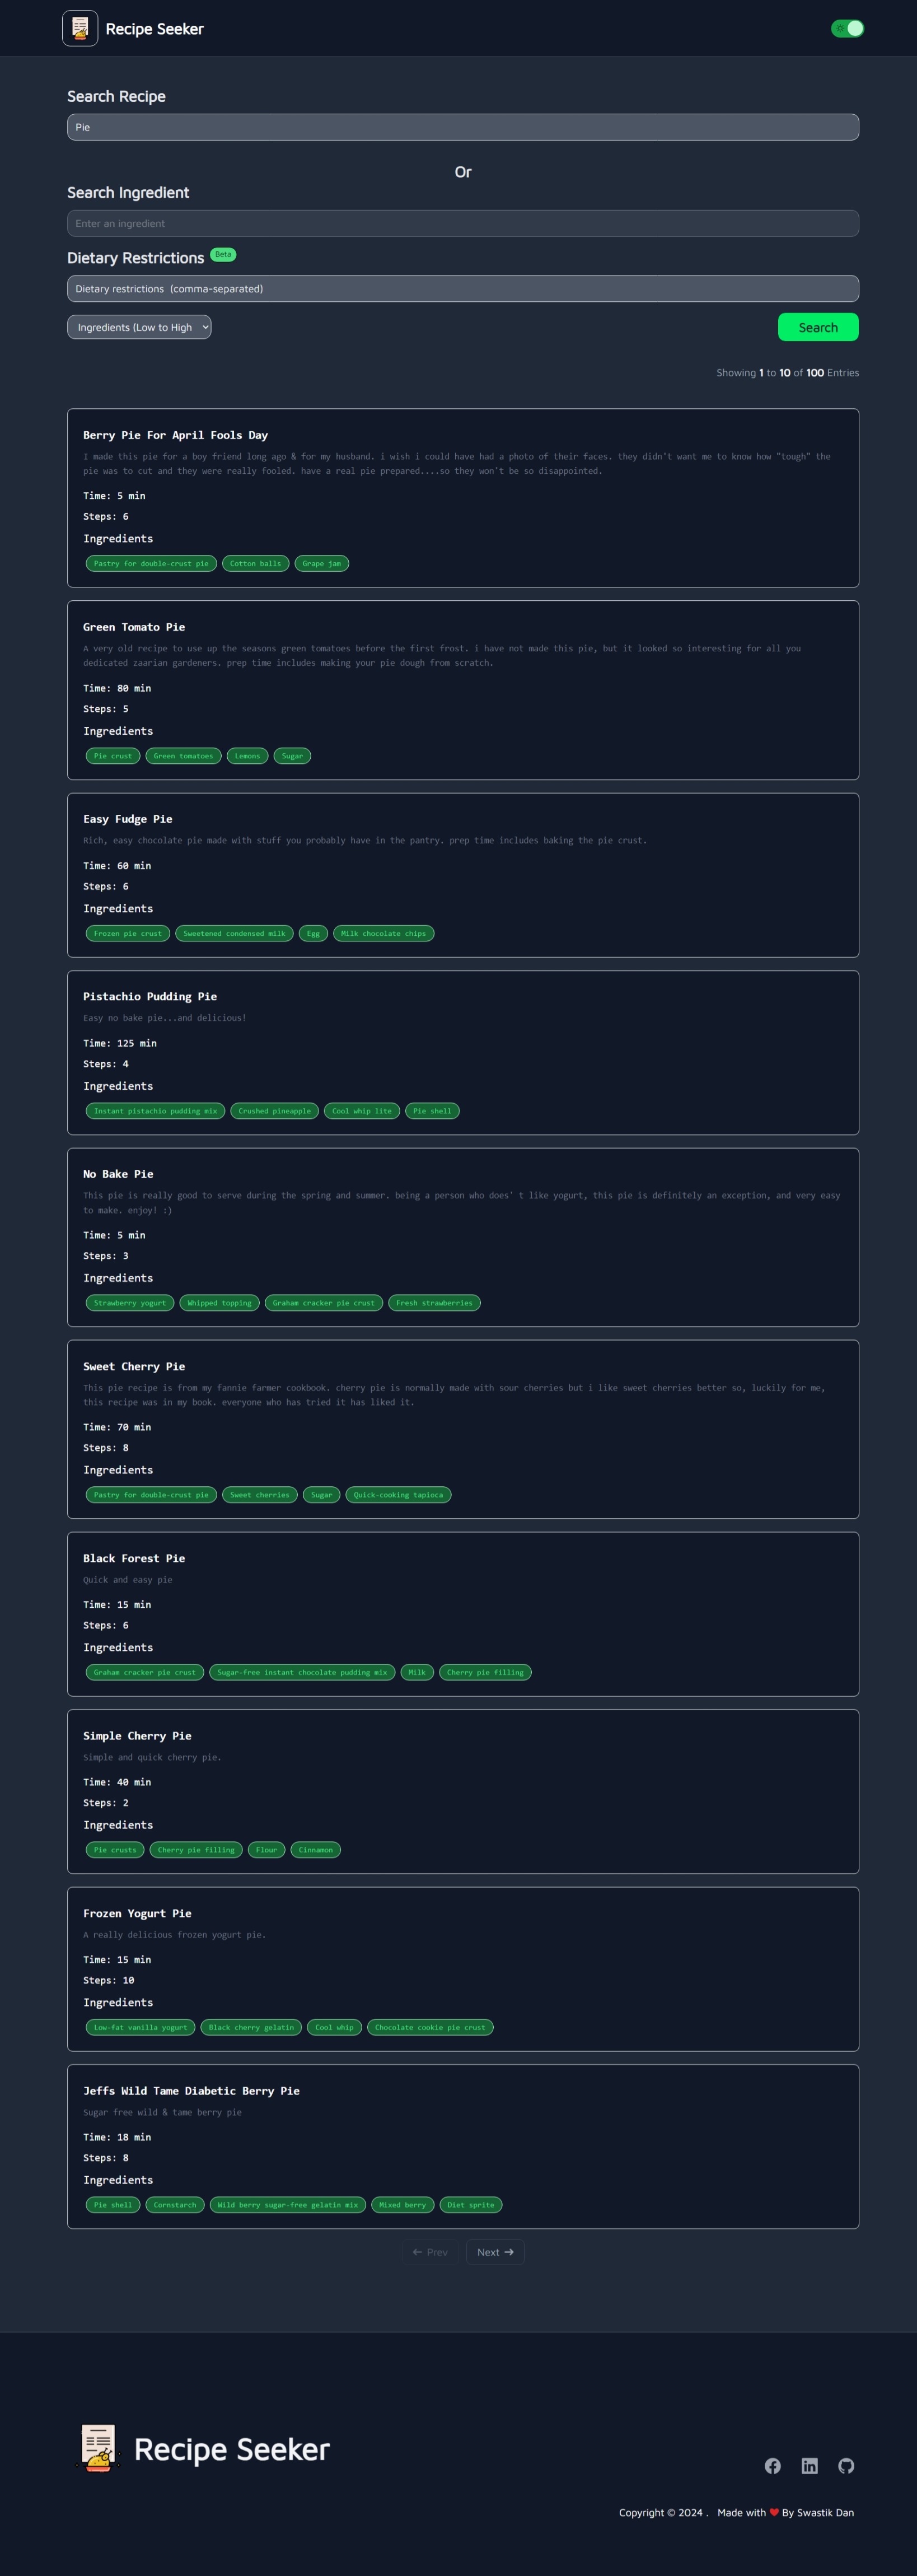 Recipe Seeker
Search Recipe
Pie
Or
Search Ingredient
Enter an ingredient
Dietary Restrictions Beta
Dietary restrictions (comma-separated)
Ingredients (Low to High
Search
Showing 1 to 10 of 100 Entries
Berry Pie For April Fools Day
I made this pie for a boy friend long ago & for my husband. i wish i could have had a photo of their faces. they didn't want me to know how "tough" the
pie was to cut and they were really fooled. have a real pie prepared....so they won't be so disappointed.
Time: 5 min
Steps: 6
Ingredients
Pastry for double-crust pie Cotton balls Grape jam
Green Tomato Pie
A very old recipe to use up the seasons green tomatoes before the first frost. i have not made this pie, but it looked so interesting for all you
dedicated zaarian gardeners. prep time includes making your pie dough from scratch.
Time: 80 min
Steps: 5
Ingredients
Pie crust Green tomatoes Lemons Sugar
Easy Fudge Pie
Rich, easy chocolate pie made with stuff you probably have in the pantry. prep time includes baking the pie crust.
Time: 60 min
Steps: 6
Ingredients
Frozen pie crust Sweetened condensed milk Egg Milk chocolate chips
Pistachio Pudding Pie
Easy no bake pie...and delicious!
Time: 125 min
Steps: 4
Ingredients
Instant pistachio pudding mix Crushed pineapple Cool whip lite Pie shell
No Bake Pie
This pie is really good to serve during the spring and summer. being a person who does' t like yogurt, this pie is definitely an exception, and very easy
to make. enjoy! :)
Time: 5 min
Steps: 3
Ingredients
Strawberry yogurt Whipped topping Graham cracker pie crust Fresh strawberries
Sweet Cherry Pie
This pie recipe is from my fannie farmer cookbook. cherry pie is normally made with sour cherries but i like sweet cherries better so, luckily for me,
this recipe was in my book. everyone who has tried it has liked it.
Time: 70 min
Steps: 8
Ingredients
Pastry for double-crust pie Sweet cherries Sugar Quick-cooking tapioca
Black Forest Pie
Quick and easy pie
Time: 15 min
Steps: 6
Ingredients
Graham cracker pie crust Sugar-free instant chocolate pudding mix Milk Cherry pie filling
Simple Cherry Pie
Simple and quick cherry pie.
Time: 40 min
Steps: 2
Ingredients
Pie crusts Cherry pie filling Flour Cinnamon
Frozen Yogurt Pie
A really delicious frozen yogurt pie.
Time: 15 min
Steps: 10
Ingredients
Low-fat vanilla yogurt Black cherry gelatin Cool whip Chocolate cookie pie crust
Jeffs Wild Tame Diabetic Berry Pie
Sugar free wild & tame berry pie
Time: 18 min
Steps: 8
Ingredients
Pie shell Cornstarch Wild berry sugar-free gelatin mix Mixed berry Diet sprite
← Prev Next →
Recipe Seeker
Copyright © 2024 . Made with ❤ By Swastik Dan